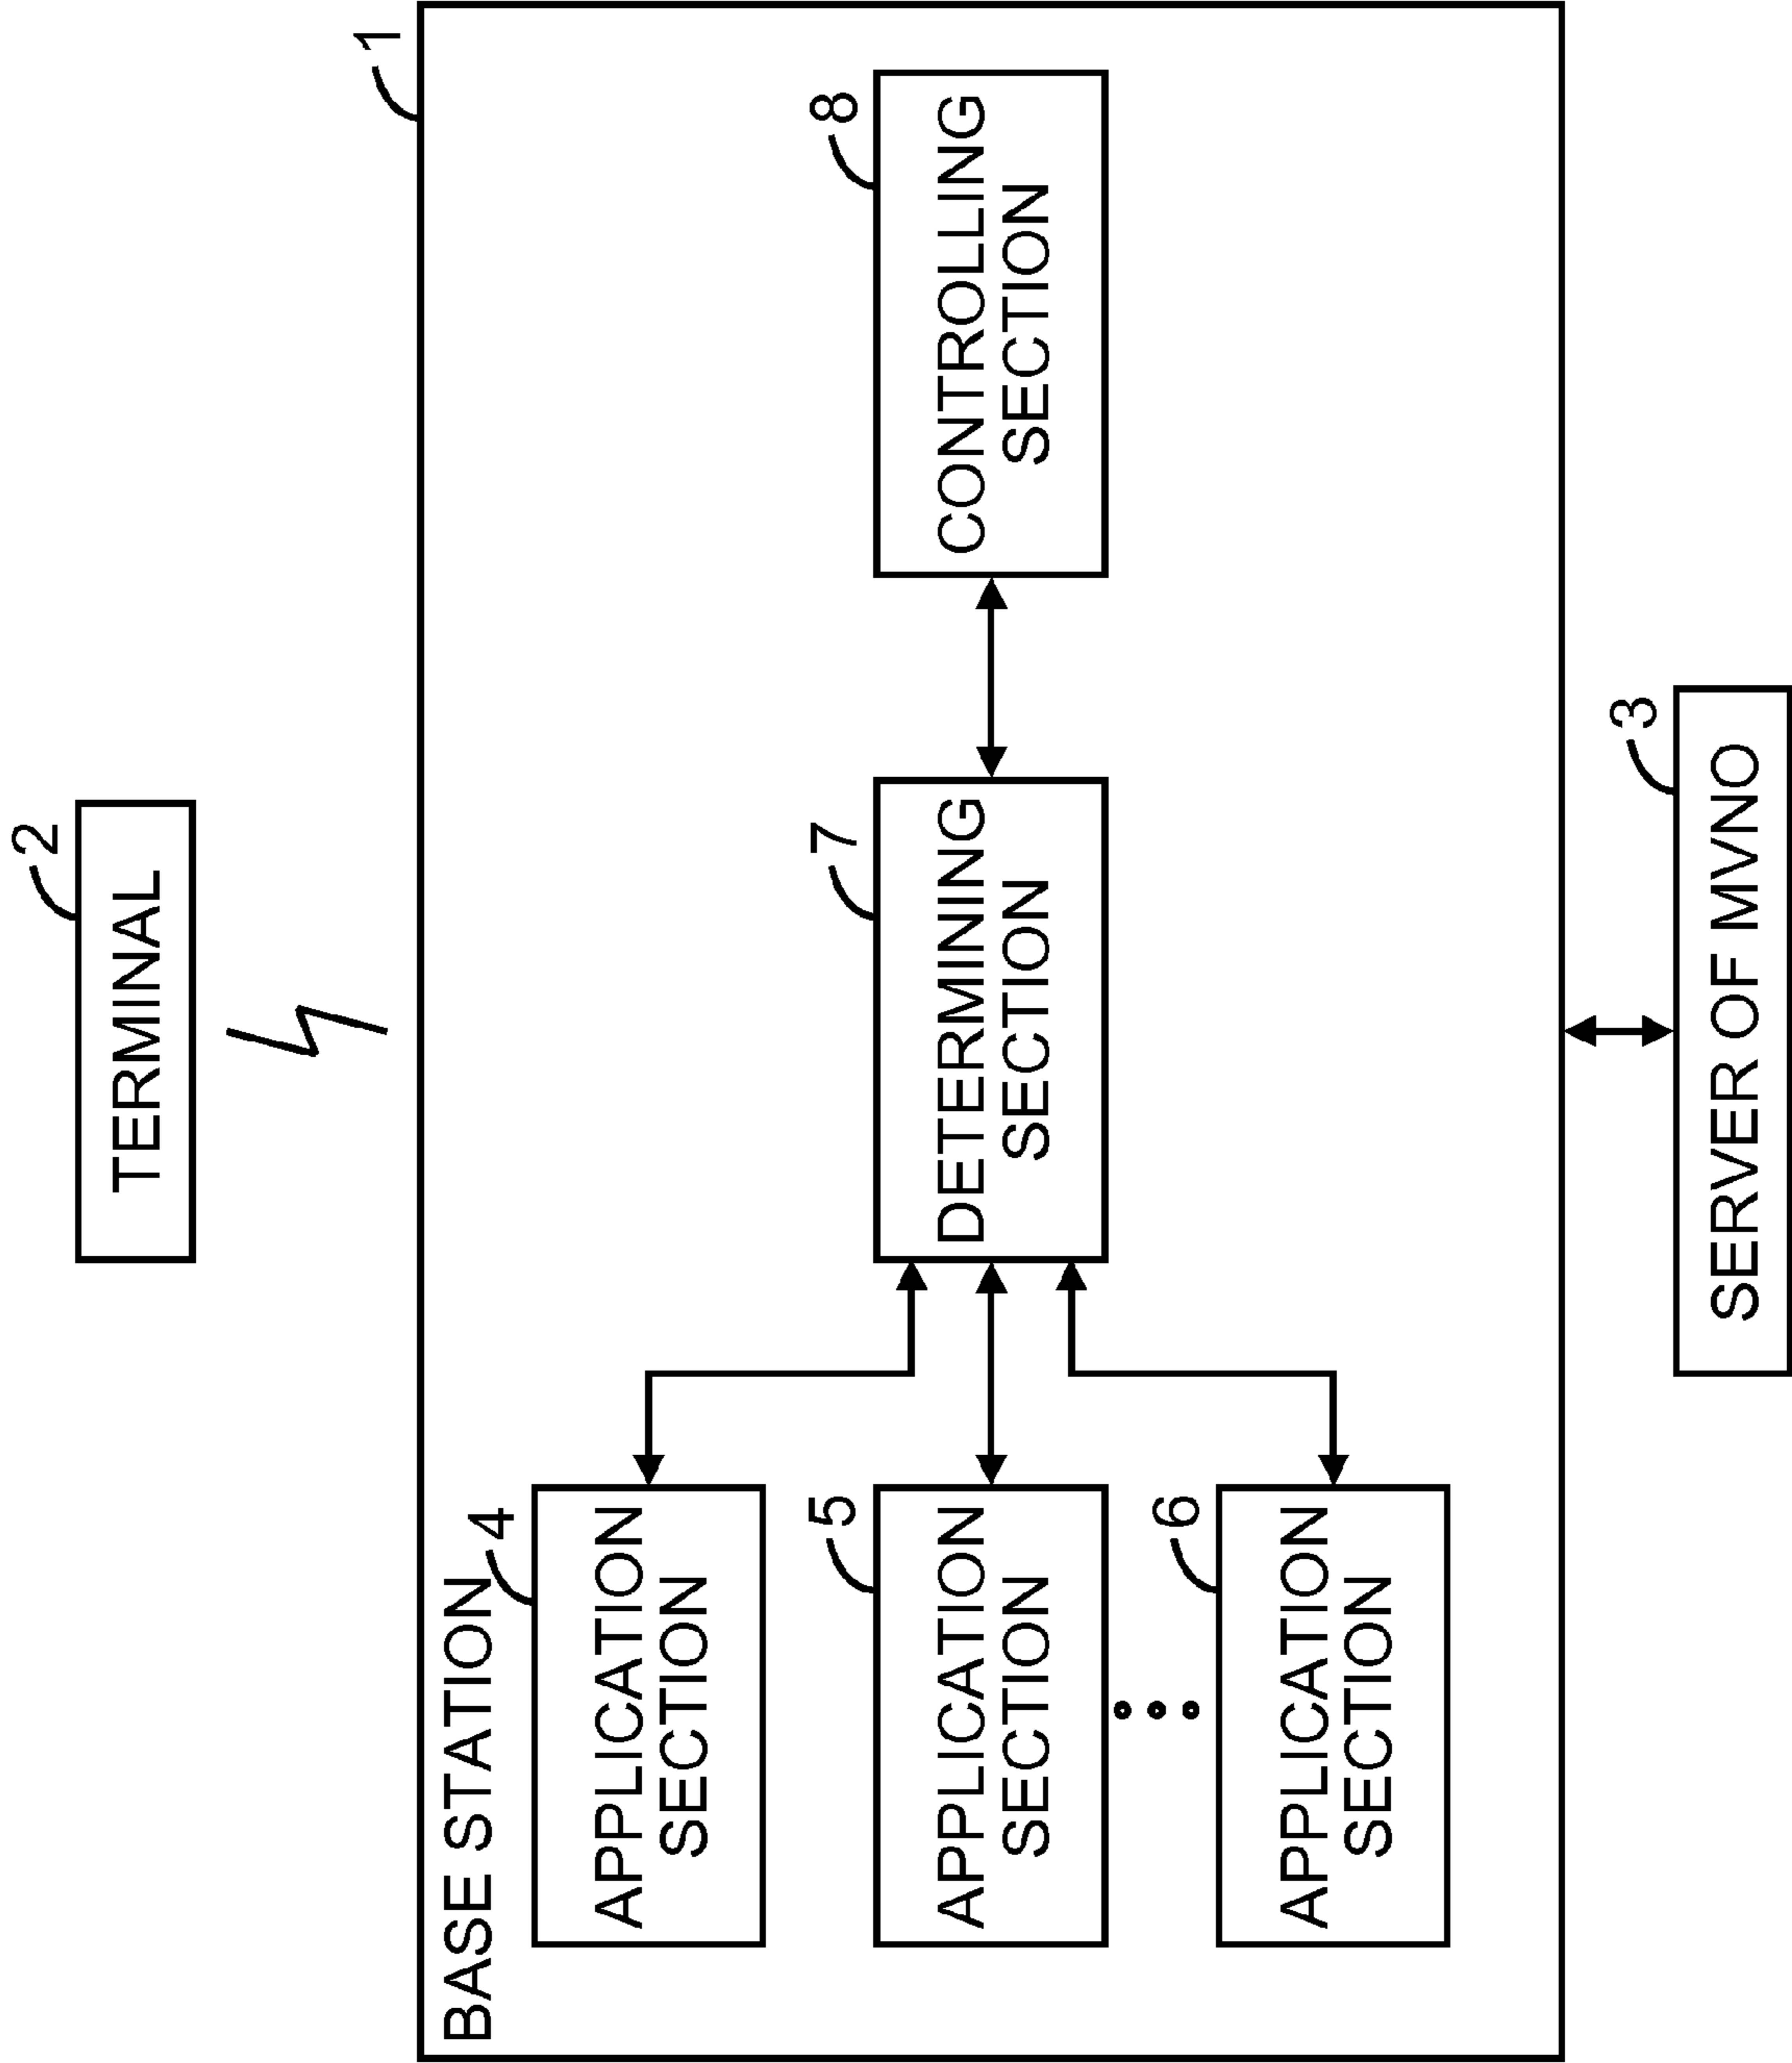 2
TERMINAL
1
BASE STATION
4
APPLICATION
SECTION
5
APPLICATION
SECTION
6
APPLICATION
SECTION
7
DETERMINING
SECTION
8
CONTROLLING
SECTION
3
SERVER OF MVNO